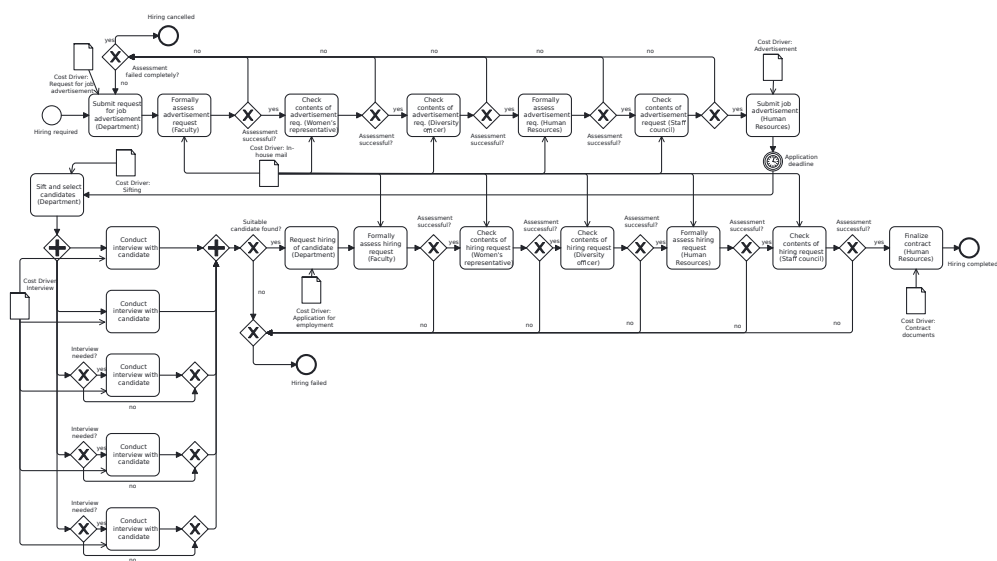 Hiring cancelled
yes
no
no
no
no
no
Cost Driver:
Advertisement
Cost Driver:
Request for job
advertisement
Assessment
failed completely?
no
Hiring required
Submit request
for job
advertisement
(Department)
Formally
assess
advertisement
request
(Faculty)
yes
Assessment
successful?
Check
contents of
advertisement
req. (Women's
representative)
yes
Assessment
successful?
Check
contents of
advertisement
req. (Diversity
officer)
yes
Assessment
successful?
Formally
assess
advertisement
req. (Human
Resources)
yes
Assessment
successful?
Check
contents of
advertisement
request (Staff
council)
yes
Submit job
advertisement
(Human
Resources)
Application
deadline
Cost Driver: In-
house mail
Cost Driver:
Sifting
Sift and select
candidates
(Department)
Conduct
interview with
candidate
Suitable
candidate found?
yes
no
Request hiring
of candidate
(Department)
Formally
assess hiring
request
(Faculty)
Assessment
successful?
yes
Check
contents of
hiring request
(Women's
representative)
Assessment
successful?
yes
Check
contents of
hiring request
(Diversity
officer)
Assessment
successful?
yes
Formally
assess hiring
request
(Human
Resources)
Assessment
successful?
yes
Check
contents of
hiring request
(Staff council)
Assessment
successful?
yes
Finalize
contract
(Human
Resources)
Hiring completed
Cost Driver:
Interview
Conduct
interview with
candidate
Cost Driver:
Application for
employment
no
no
no
no
no
Cost Driver:
Contract
documents
Hiring failed
Interview
needed?
yes
Conduct
interview with
candidate
no
Interview
needed?
yes
Conduct
interview with
candidate
no
Interview
needed?
yes
Conduct
interview with
candidate
no